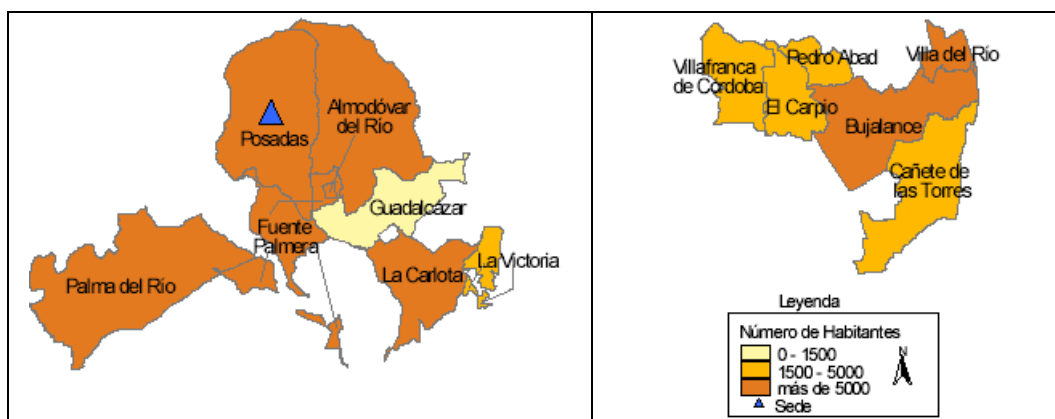 Posadas
Almodóvar
del Río
Guadalcázar
Fuente
Palmera
La Victoria
La Carlota
Palma del Río
Villafranca
de Córdoba
Pedro Abad
Villa del Río
El Carpio
Bujalance
Cañete de
las Torres
Leyenda
Número de Habitantes
0 - 1500
1500 - 5000
más de 5000
Sede
N